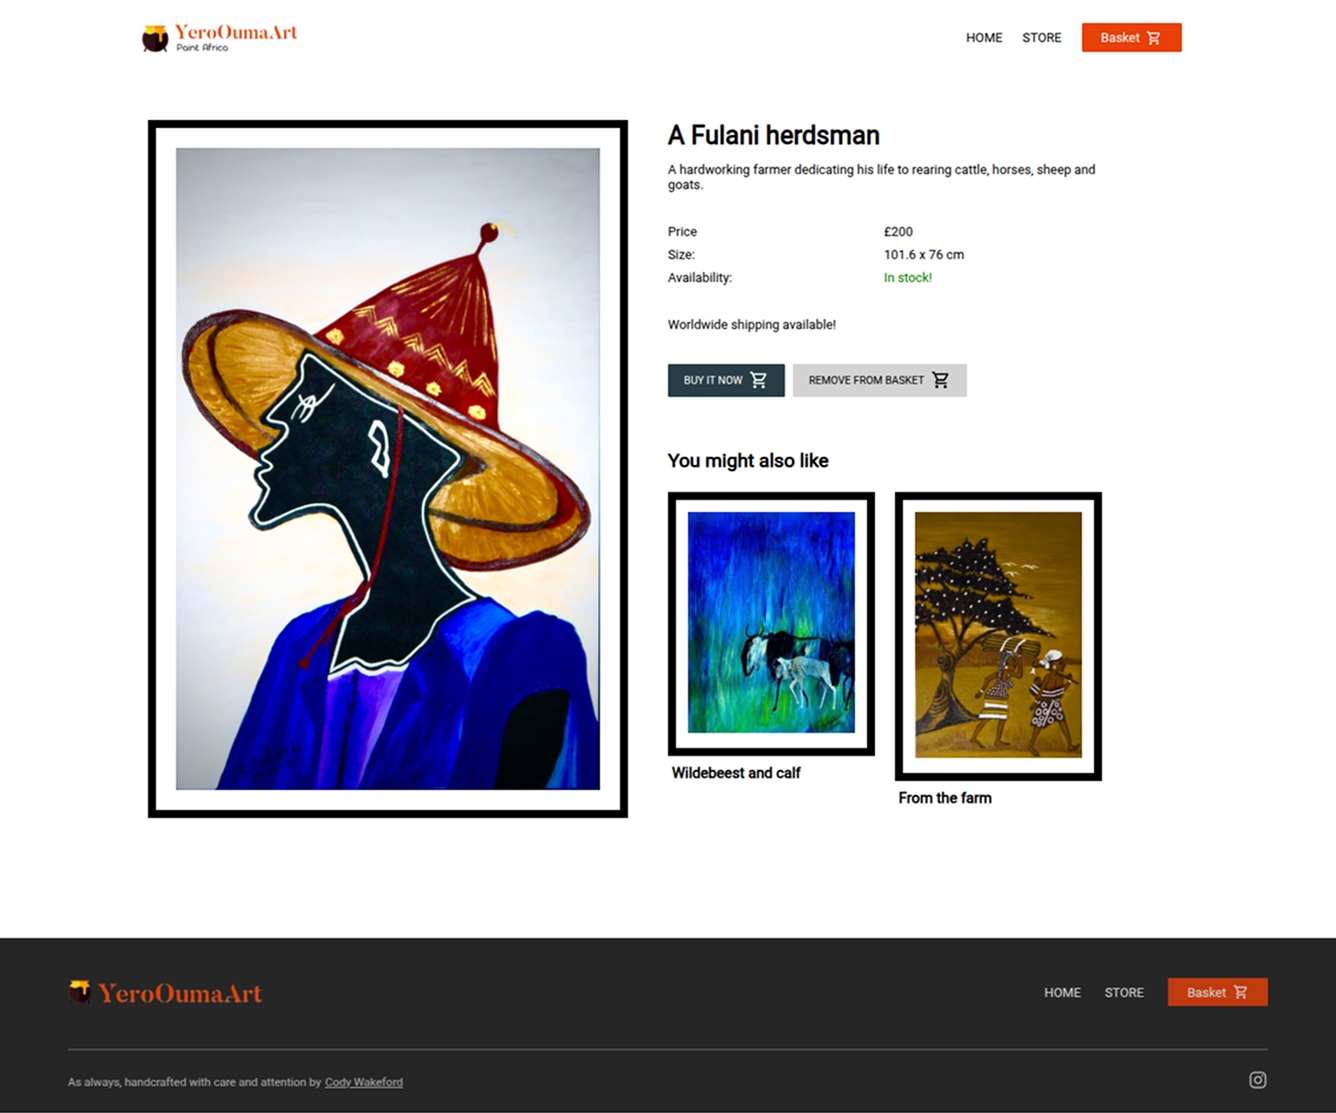 YeroOumaArt
Paint Africa
HOME STORE Basket
A Fulani herdsman
A hardworking farmer dedicating his life to rearing cattle, horses, sheep and
goats.
Price £200
Size: 101.6 x 76 cm
Availability: In stock!
Worldwide shipping available!
BUY IT NOW REMOVE FROM BASKET
You might also like
Wildebeest and calf
From the farm
YeroOumaArt
HOME STORE Basket
As always, handcrafted with care and attention by Cody Wakeford